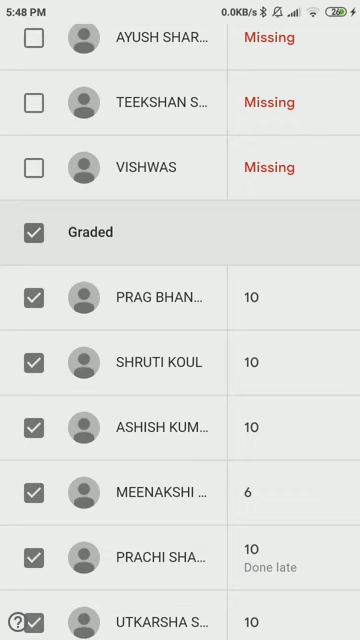 5:48 PM 0.0KB/s 26
AYUSH SHAR... Missing
TEEKSHAN S... Missing
VISHWAS Missing
Graded
PRAG BHAN... 10
SHRUTI KOUL 10
ASHISH KUM... 10
MEENAKSHI ... 6
PRACHI SHA... 10
Done late
UTKARSHA S... 10